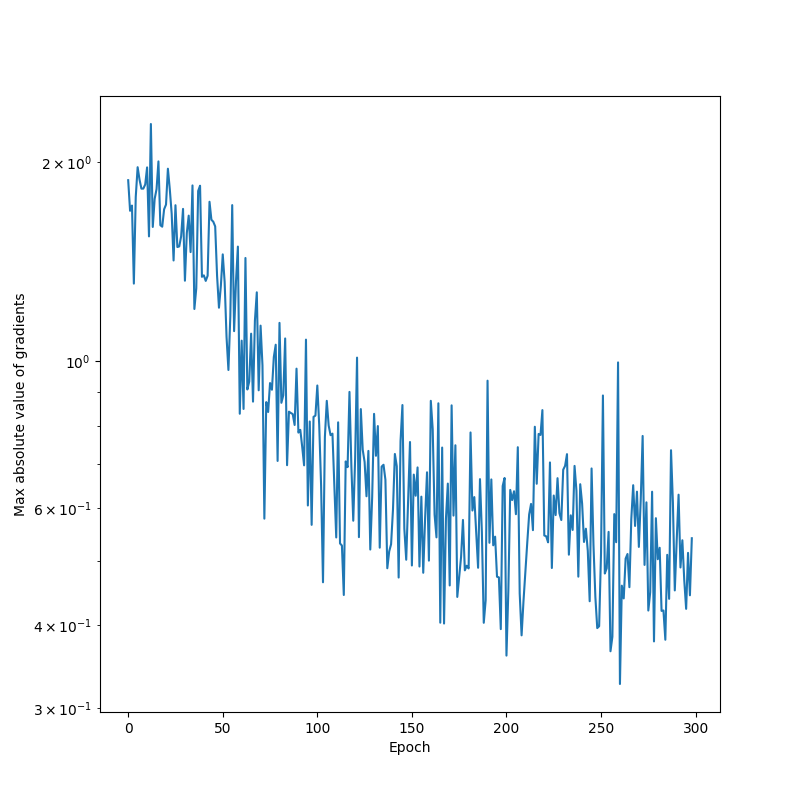 Max absolute value of gradients
2 × 10⁰
10⁰
6 × 10⁻¹
4 × 10⁻¹
3 × 10⁻¹
0 50 100 150 200 250 300
Epoch